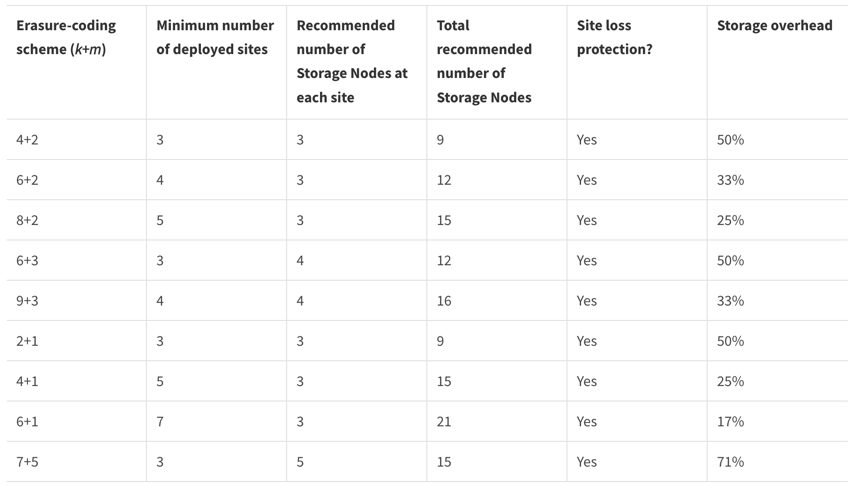 Erasure-coding scheme (k+m) Minimum number of deployed sites Recommended number of Storage Nodes at each site Total recommended number of Storage Nodes Site loss protection? Storage overhead
4+2 3 3 9 Yes 50%
6+2 4 3 12 Yes 33%
8+2 5 3 15 Yes 25%
6+3 3 4 12 Yes 50%
9+3 4 4 16 Yes 33%
2+1 3 3 9 Yes 50%
4+1 5 3 15 Yes 25%
6+1 7 3 21 Yes 17%
7+5 3 5 15 Yes 71%